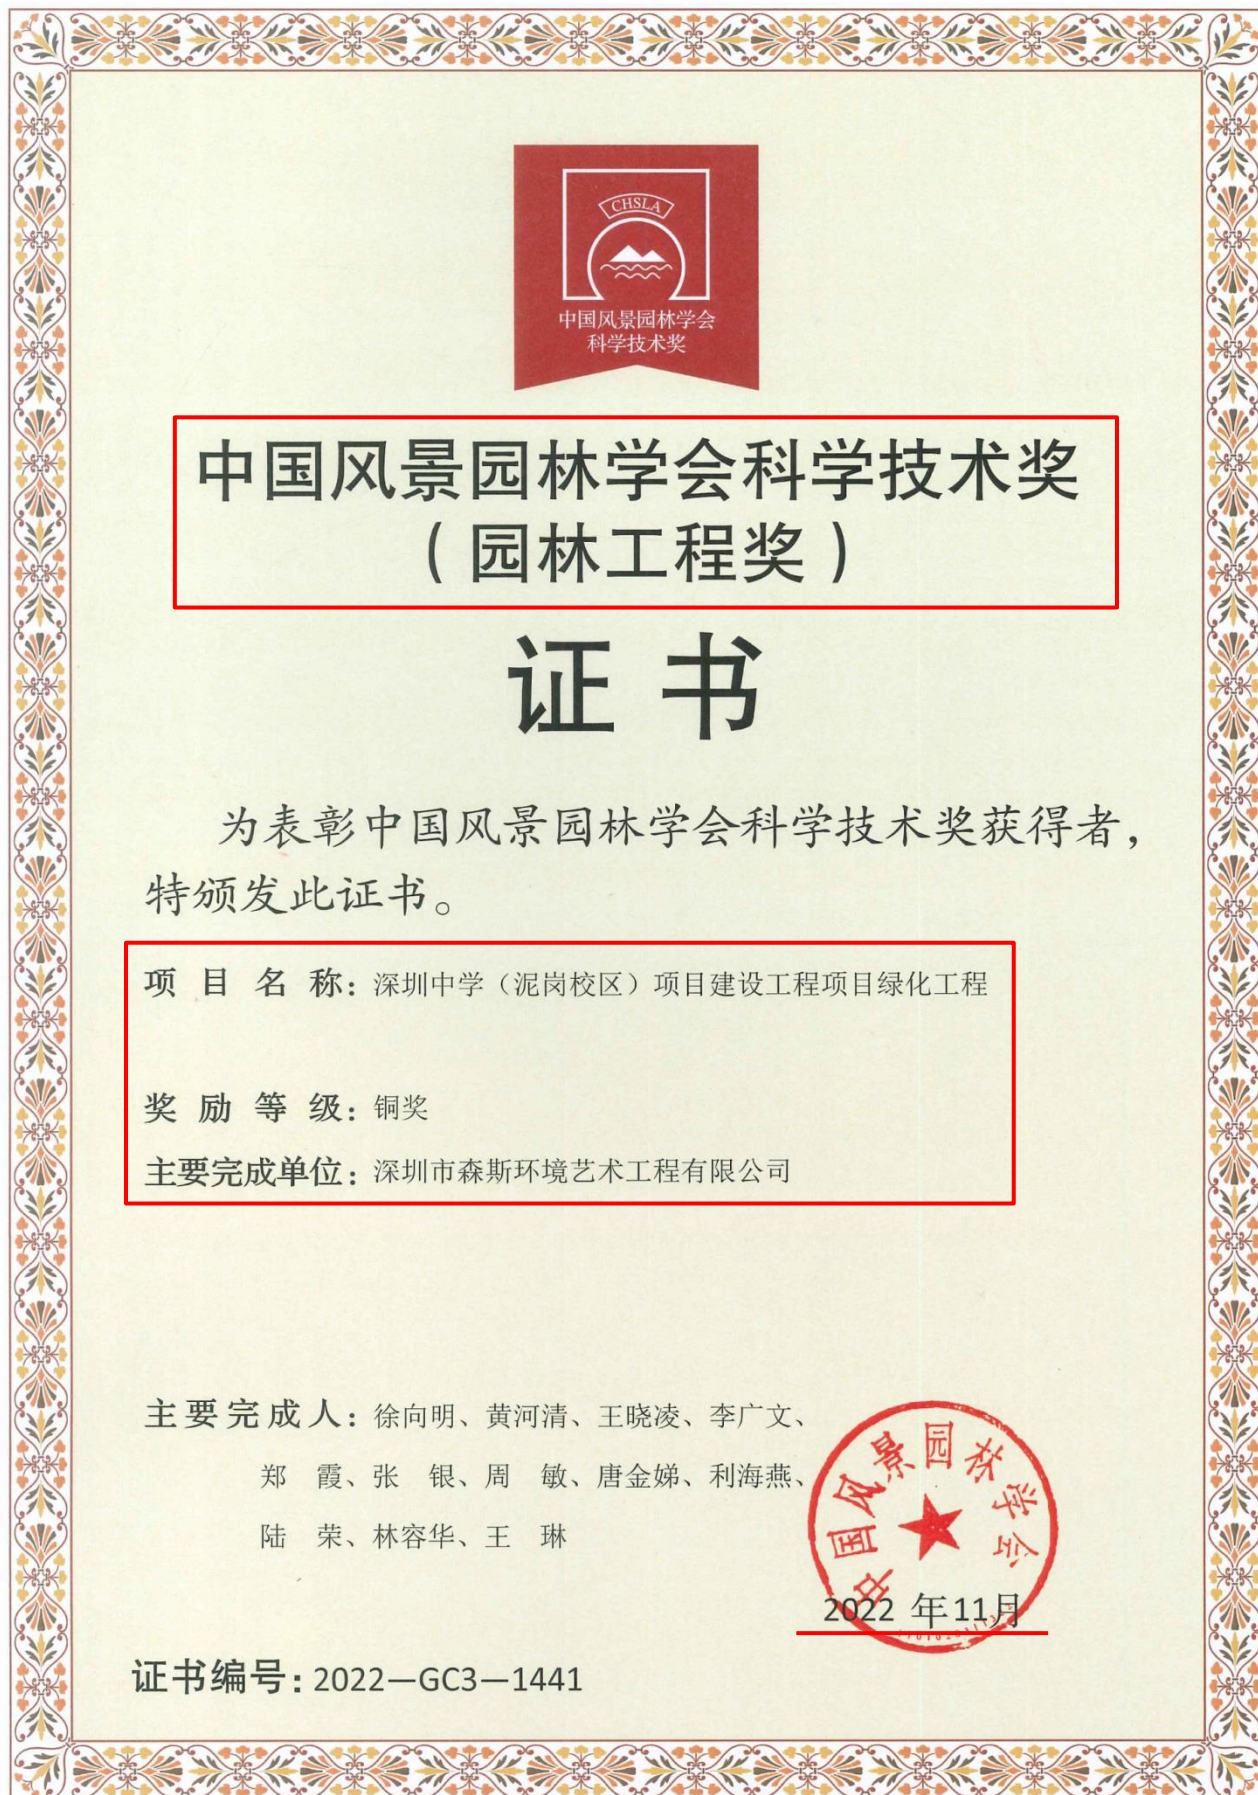 CHSLA
中国风景园林学会
科学技术奖
中国风景园林学会科学技术奖
（园林工程奖）
证书
为表彰中国风景园林学会科学技术奖获得者，
特颁发此证书。
项目名称：深圳中学（泥岗校区）项目建设工程项目绿化工程
奖励等级：铜奖
主要完成单位：深圳市森斯环境艺术工程有限公司
主要完成人：徐向明、黄河清、王晓凌、李广文、
郑 霞、张 银、周 敏、唐金娣、利海燕、
陆 荣、林容华、王 琳
中国风景园林学会
2022 年11月
证书编号：2022—GC3—1441